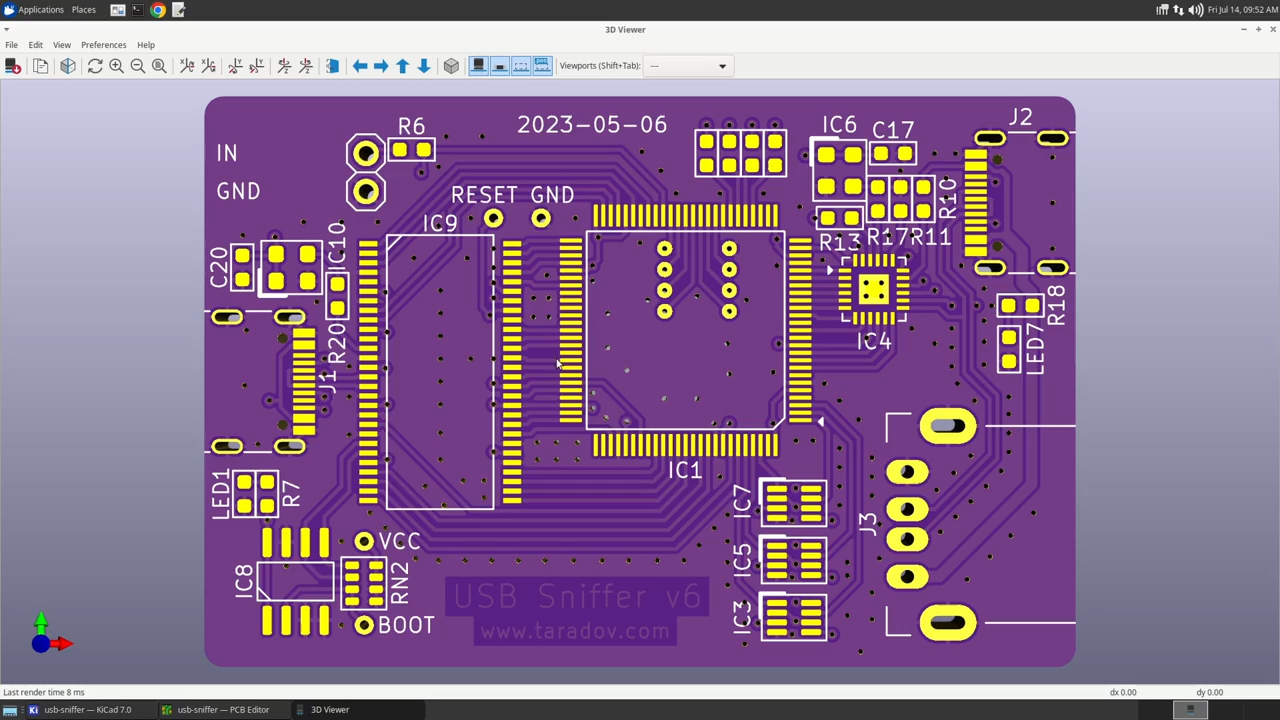 Applications Places
Fri Jul 14, 09:52 AM
3D Viewer
File Edit View Preferences Help
Viewports (Shift+Tab): ---
2023-05-06
R6
IC6
C17
J2
IN
GND
RESET GND
IC9
IC10
C20
R20
J1
R10
R13
R17
R11
IC4
R18
LED7
IC1
LED1
R7
IC7
IC5
IC3
J3
VCC
IC8
RN2
BOOT
USB Sniffer v6
www.taradov.com
Last render time 8 ms
dx 0.00
dy 0.00
usb-sniffer — KiCad 7.0
usb-sniffer — PCB Editor
3D Viewer